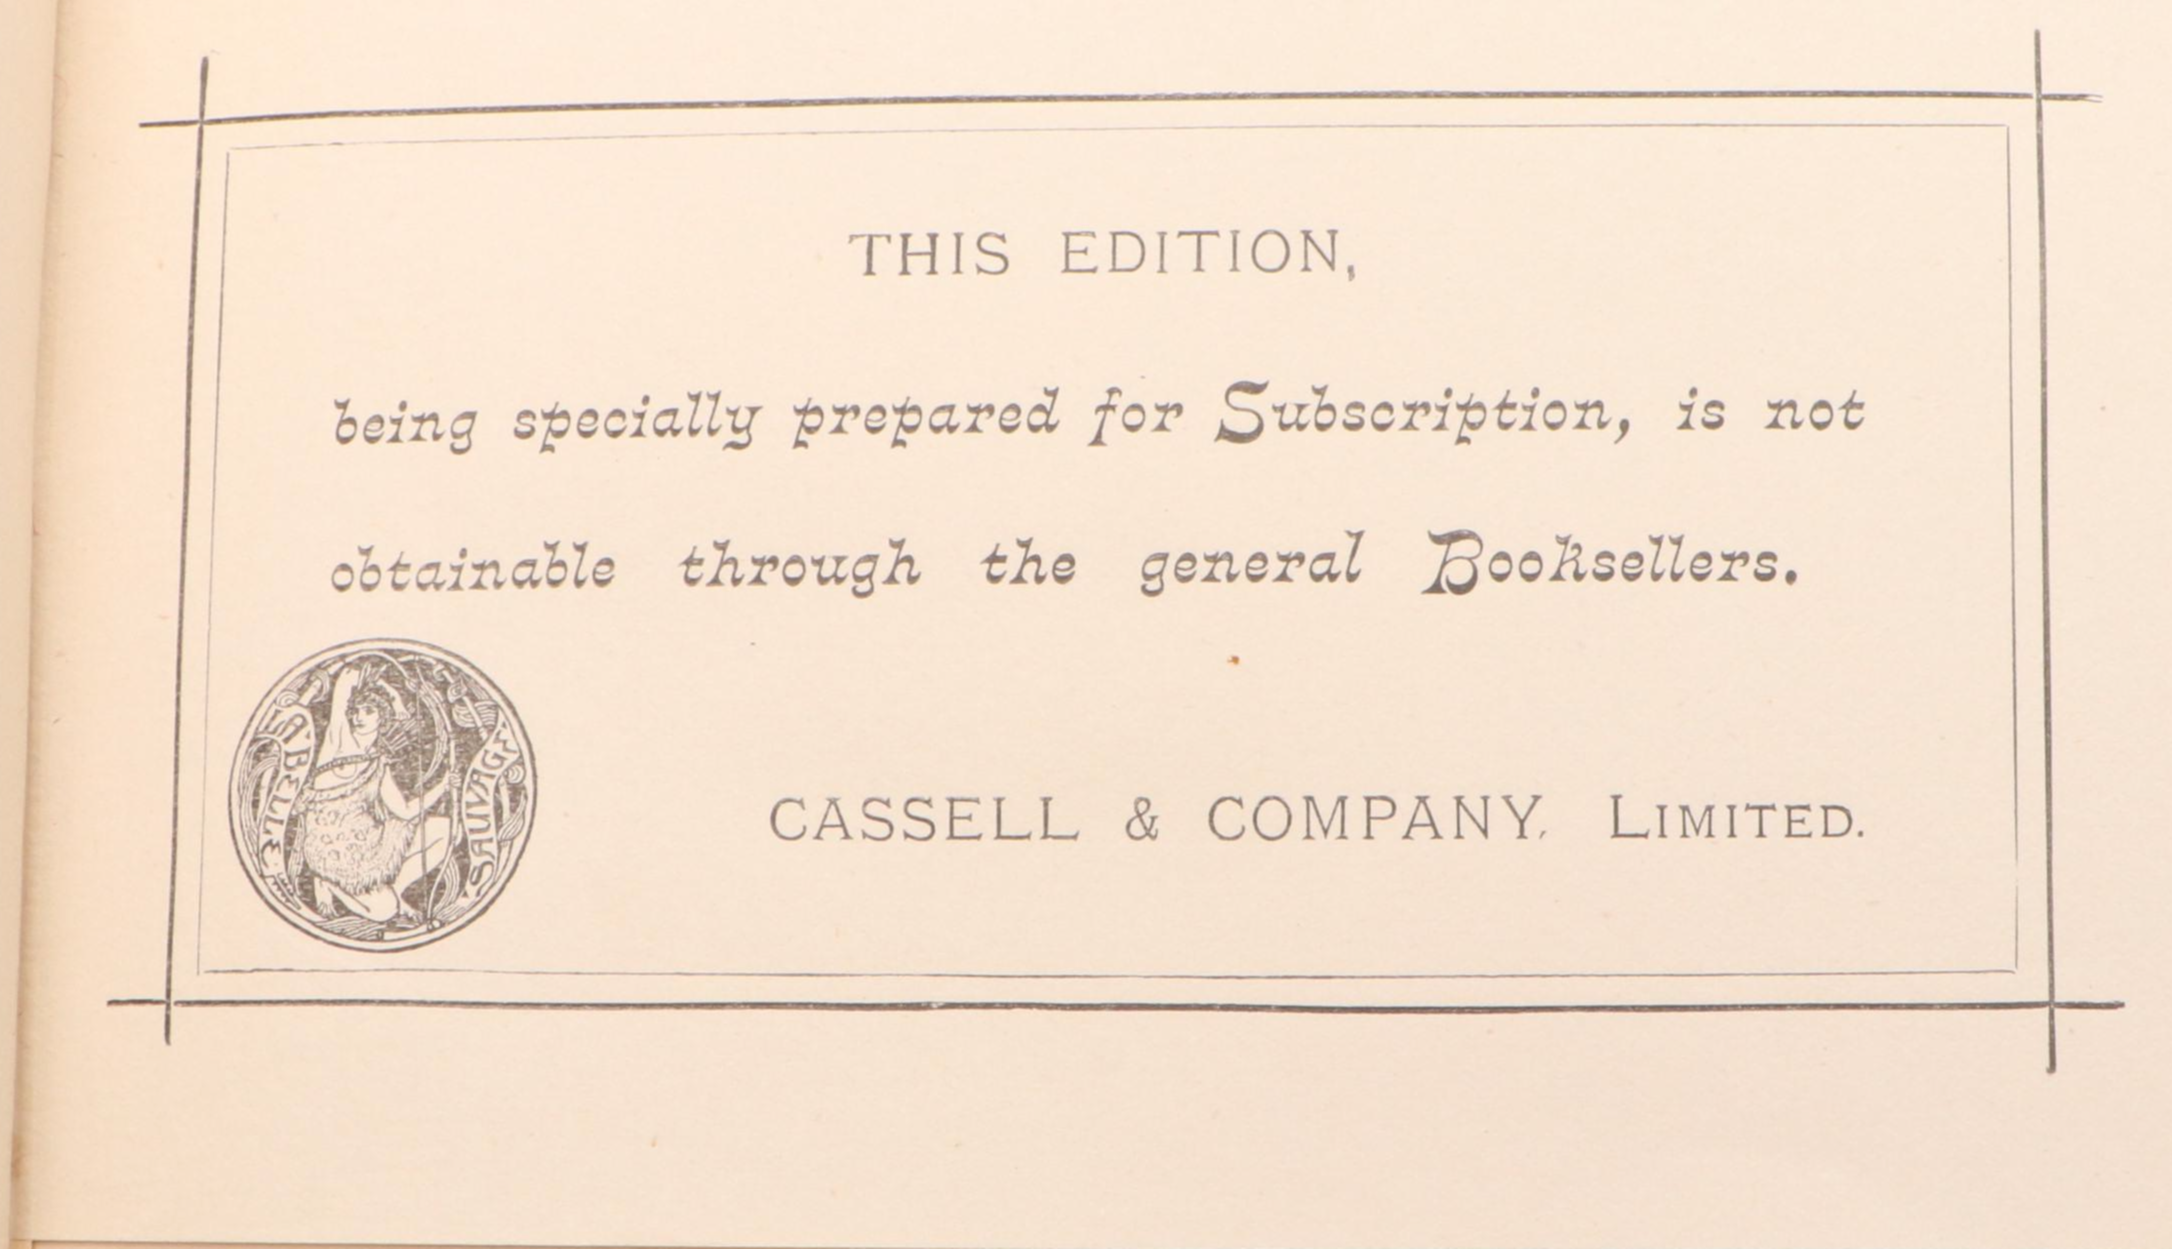 THIS EDITION,
being specially prepared for Subscription, is not
obtainable through the general Booksellers.
LA BELLE
SAUVAGE
CASSELL & COMPANY, LIMITED.